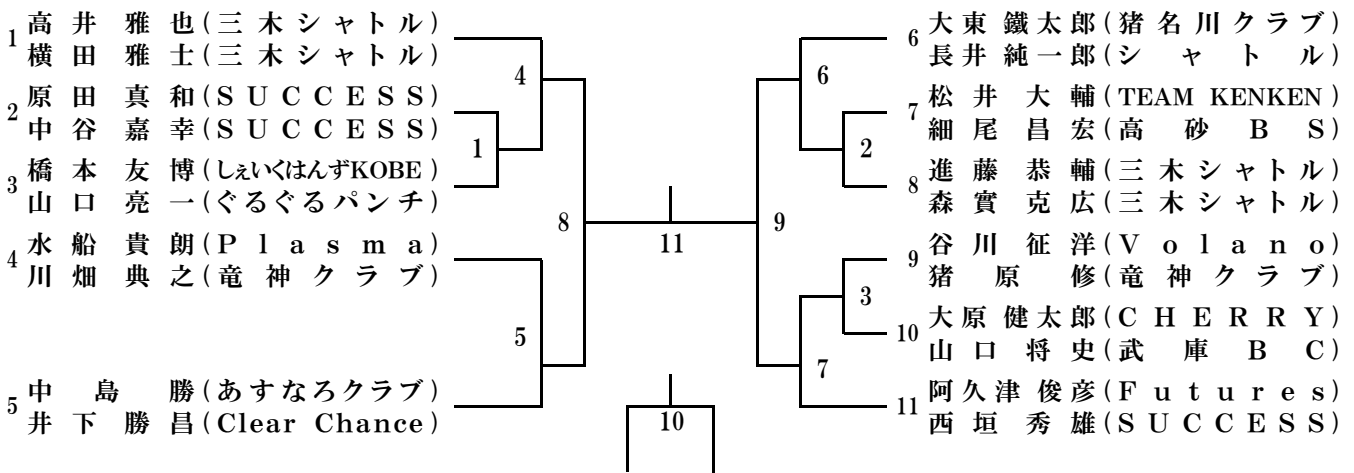 1 高井雅也(三木シャトル)
横田雅士(三木シャトル)
2 原田真和(SUCCESS)
中谷嘉幸(SUCCESS)
3 橋本友博(しぇいくはんずKOBE)
山口亮一(ぐるぐるパンチ)
4 水船貴朗(Plasma)
川畑典之(竜神クラブ)
5 中島勝(あすなろクラブ)
井下勝昌(Clear Chance)
4
1
8
5
11
10
9
6
2
3
7
6 大東鐵太郎(猪名川クラブ)
長井純一郎(シャトル)
7 松井大輔(TEAM KENKEN)
細尾昌宏(高砂BS)
8 進藤恭輔(三木シャトル)
森實克広(三木シャトル)
9 谷川征洋(Volano)
猪原修(竜神クラブ)
10 大原健太郎(CHERRY)
山口将史(武庫BC)
11 阿久津俊彦(Futures)
西垣秀雄(SUCCESS)